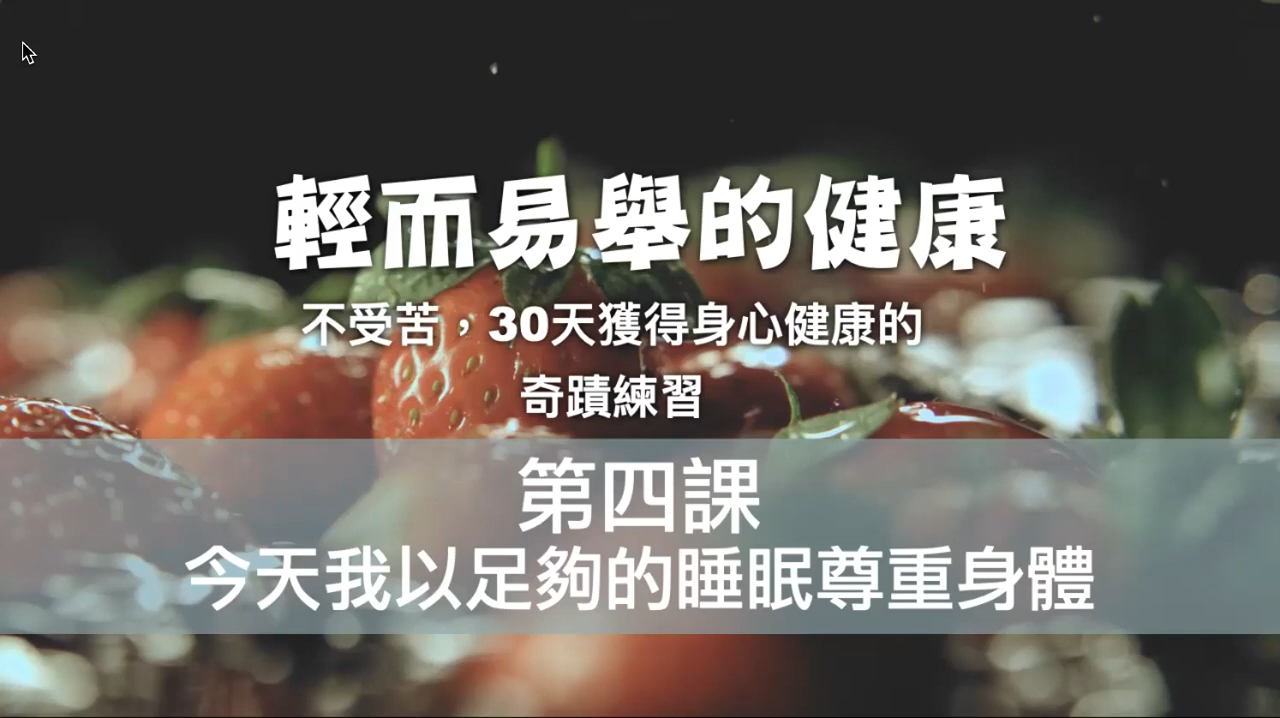 輕而易舉的健康
不受苦，30天獲得身心健康的
奇蹟練習
第四課
今天我以足夠的睡眠尊重身體